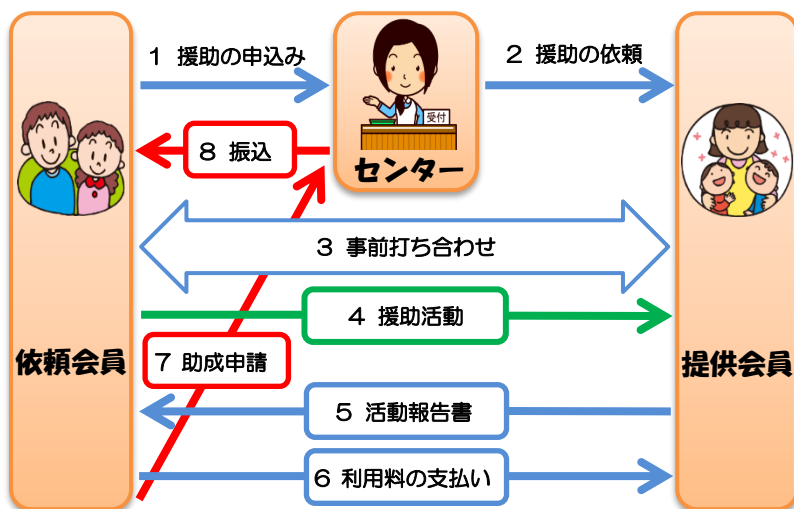 1 援助の申込み
2 援助の依頼
受付
センター
8 振込
3 事前打ち合わせ
4 援助活動
依頼会員
7 助成申請
提供会員
5 活動報告書
6 利用料の支払い